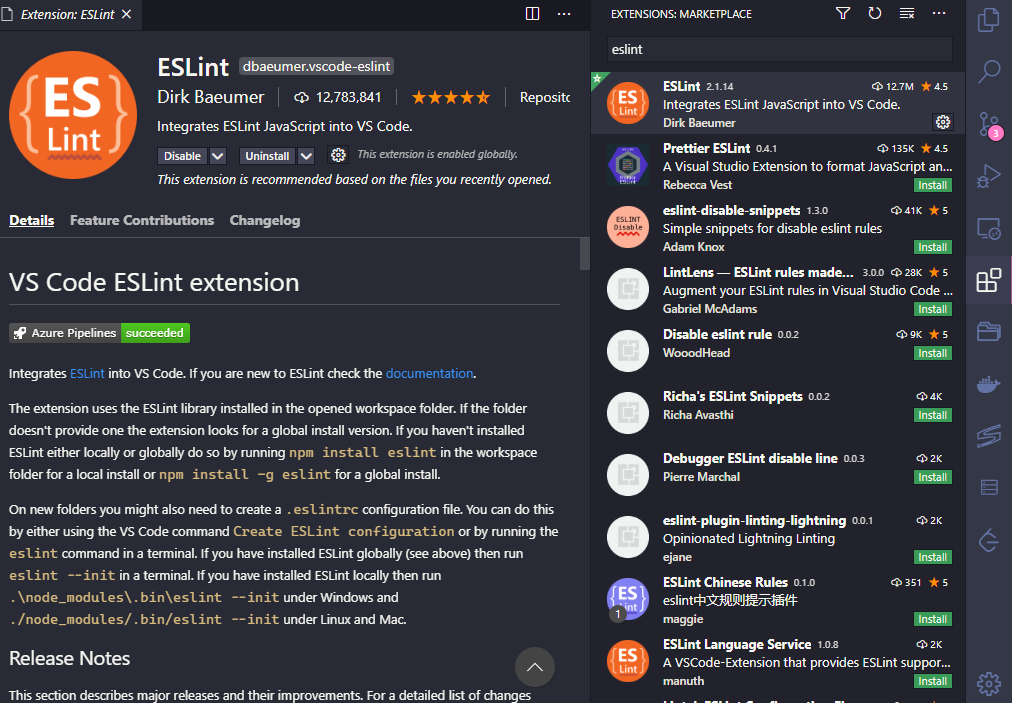 Extension: ESLint
ES
Lint
ESLint dbaeumer.vscode-eslint
Dirk Baeumer 12,783,841 Reposito
Integrates ESLint JavaScript into VS Code.
Disable Uninstall This extension is enabled globally.
This extension is recommended based on the files you recently opened.
Details Feature Contributions Changelog
VS Code ESLint extension
Azure Pipelines succeeded
Integrates ESLint into VS Code. If you are new to ESLint check the documentation.
The extension uses the ESLint library installed in the opened workspace folder. If the folder
doesn't provide one the extension looks for a global install version. If you haven't installed
ESLint either locally or globally do so by running npm install eslint in the workspace
folder for a local install or npm install -g eslint for a global install.
On new folders you might also need to create a .eslintrc configuration file. You can do this
by either using the VS Code command Create ESLint configuration or by running the
eslint command in a terminal. If you have installed ESLint globally (see above) then run
eslint --init in a terminal. If you have installed ESLint locally then run
.\node_modules\.bin\eslint --init under Windows and
./node_modules/.bin/eslint --init under Linux and Mac.
Release Notes
This section describes major releases and their improvements. For a detailed list of changes
EXTENSIONS: MARKETPLACE
eslint
ES
Lint
ESLint 2.1.14 12.7M 4.5
Integrates ESLint JavaScript into VS Code.
Dirk Baeumer
Prettier ESLint 0.4.1 135K 4.5
A Visual Studio Extension to format JavaScript an...
Rebecca Vest Install
ESLINT
Disable
eslint-disable-snippets 1.3.0 41K 5
Simple snippets for disable eslint rules
Adam Knox Install
LintLens — ESLint rules made... 3.0.0 28K 5
Augment your ESLint rules in Visual Studio Code ...
Gabriel McAdams Install
Disable eslint rule 0.0.2 9K 5
WooodHead Install
Richa's ESLint Snippets 0.0.2 4K
Richa Avasthi Install
Debugger ESLint disable line 0.0.3 2K
Pierre Marchal Install
eslint-plugin-linting-lightning 0.0.1 2K
Opinionated Lightning Linting
ejane Install
ES
Lint
1
ESLint Chinese Rules 0.1.0 351 5
eslint中文规则提示插件
maggie Install
ES
Lint
ESLint Language Service 1.0.8 2K
A VSCode-Extension that provides ESLint suppor...
manuth Install
3